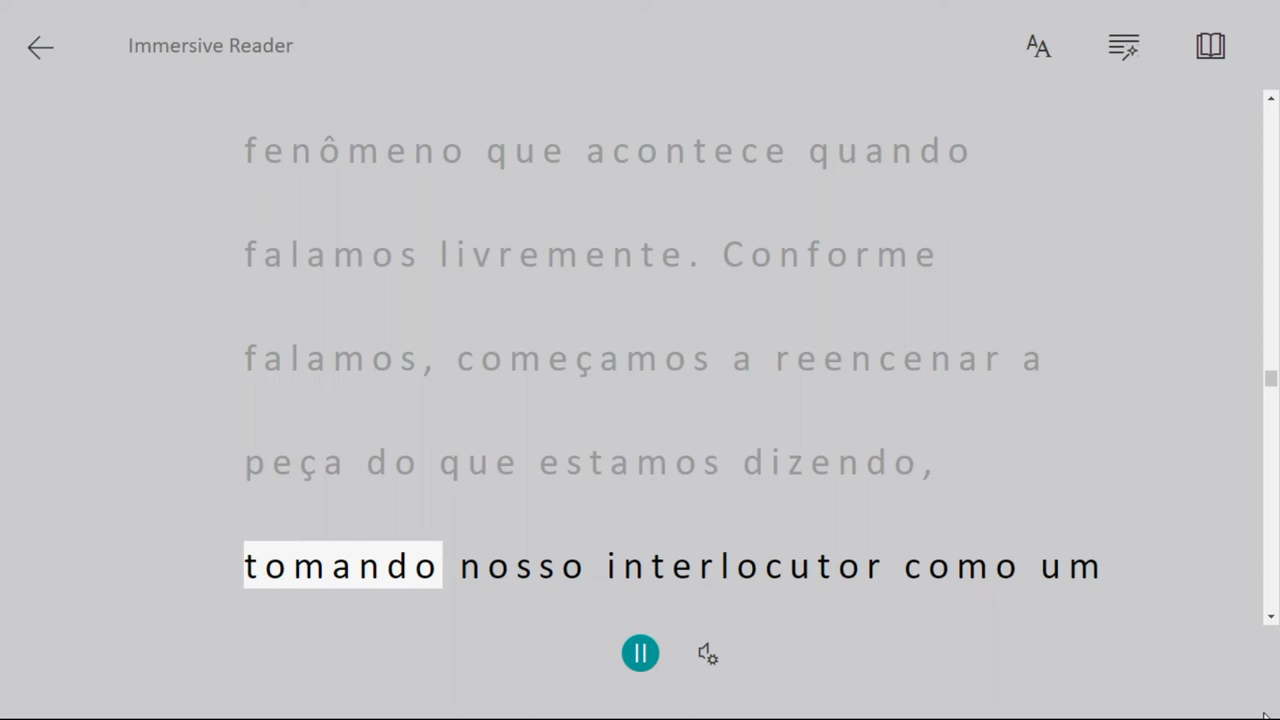 Immersive Reader
fenômeno que acontece quando
falamos livremente. Conforme
falamos, começamos a reencenar a
peça do que estamos dizendo,
tomando nosso interlocutor como um